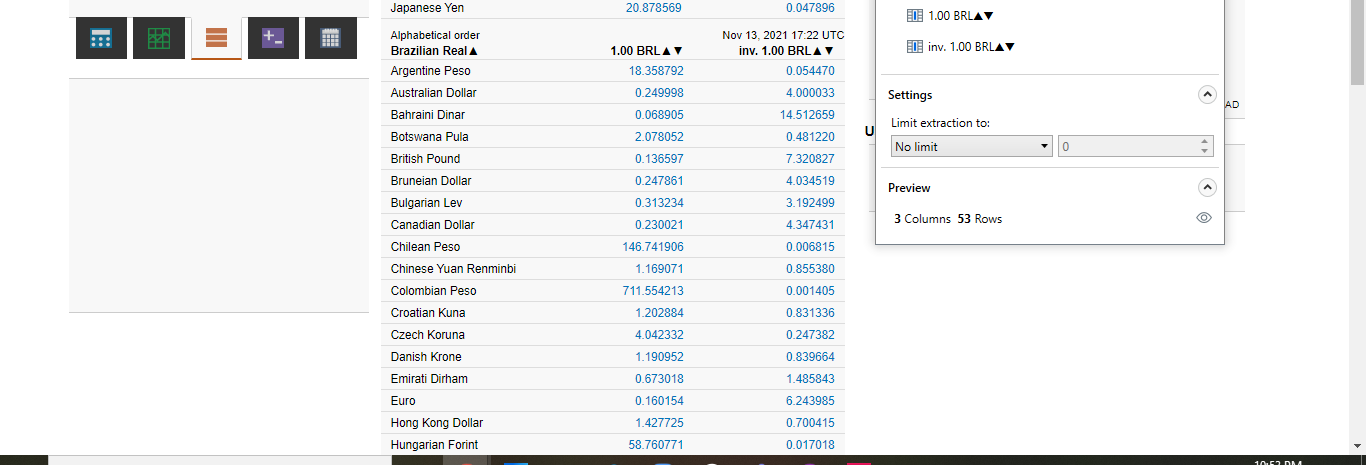 Japanese Yen 20.878569 0.047896
Alphabetical order Nov 13, 2021 17:22 UTC
Brazilian Real▲ 1.00 BRL▲▼ inv. 1.00 BRL▲▼
Argentine Peso 18.358792 0.054470
Australian Dollar 0.249998 4.000033
Bahraini Dinar 0.068905 14.512659
Botswana Pula 2.078052 0.481220
British Pound 0.136597 7.320827
Bruneian Dollar 0.247861 4.034519
Bulgarian Lev 0.313234 3.192499
Canadian Dollar 0.230021 4.347431
Chilean Peso 146.741906 0.006815
Chinese Yuan Renminbi 1.169071 0.855380
Colombian Peso 711.554213 0.001405
Croatian Kuna 1.202884 0.831336
Czech Koruna 4.042332 0.247382
Danish Krone 1.190952 0.839664
Emirati Dirham 0.673018 1.485843
Euro 0.160154 6.243985
Hong Kong Dollar 1.427725 0.700415
Hungarian Forint 58.760771 0.017018
1.00 BRL▲▼
inv. 1.00 BRL▲▼
Settings
Limit extraction to:
No limit 0
Preview
3 Columns 53 Rows
U
AD
10:52 PM